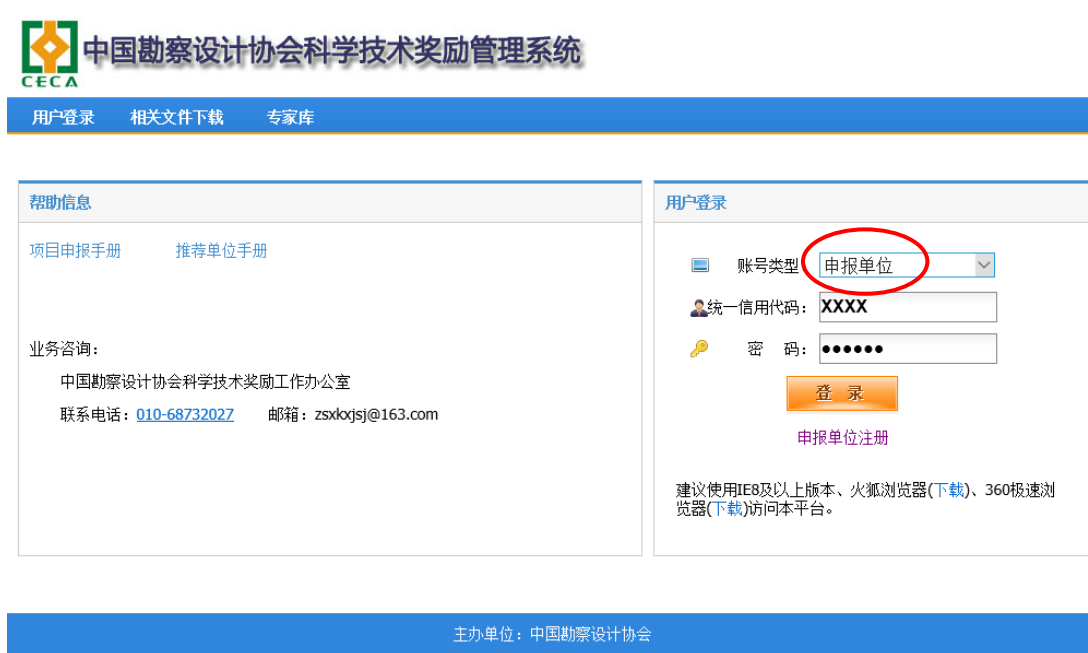 中国勘察设计协会科学技术奖励管理系统
CECA
用户登录 相关文件下载 专家库
帮助信息
项目申报手册 推荐单位手册
业务咨询：
中国勘察设计协会科学技术奖励工作办公室
联系电话：010-68732027 邮箱：zsxkxjsj@163.com
用户登录
账号类型 申报单位
统一信用代码： XXXX
密 码： ●●●●●●
登 录
申报单位注册
建议使用IE8及以上版本、火狐浏览器(下载)、360极速浏
览器(下载)访问本平台。
主办单位：中国勘察设计协会